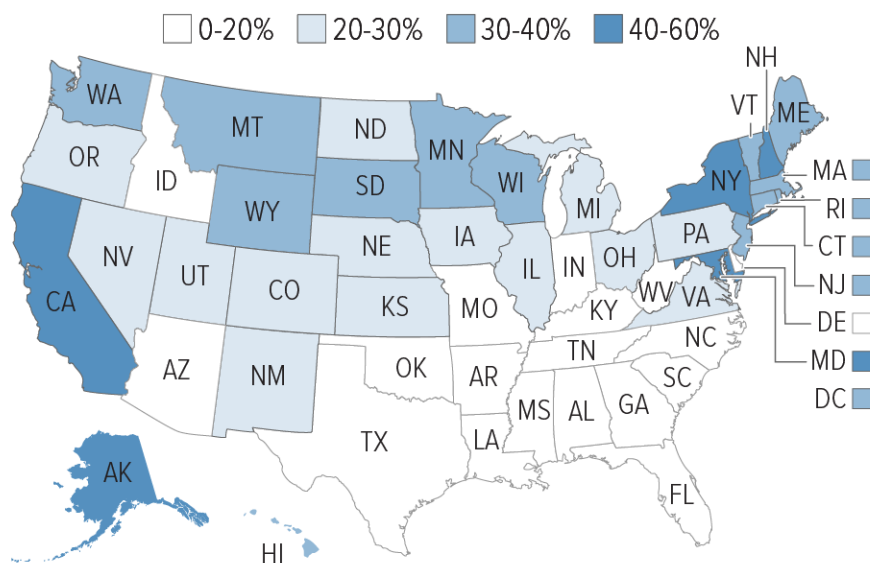 0-20% 20-30% 30-40% 40-60%
NH
WA
MT
ND
VT
ME
OR
MN
ID
SD
WI
NY
MA
WY
MI
RI
IA
PA
CT
NE
NV
OH
IL
IN
NJ
UT
CO
CA
WV
VA
KS
MO
KY
DE
NC
MD
TN
AZ
OK
NM
AR
SC
DC
MS
AL
GA
TX
LA
AK
FL
HI